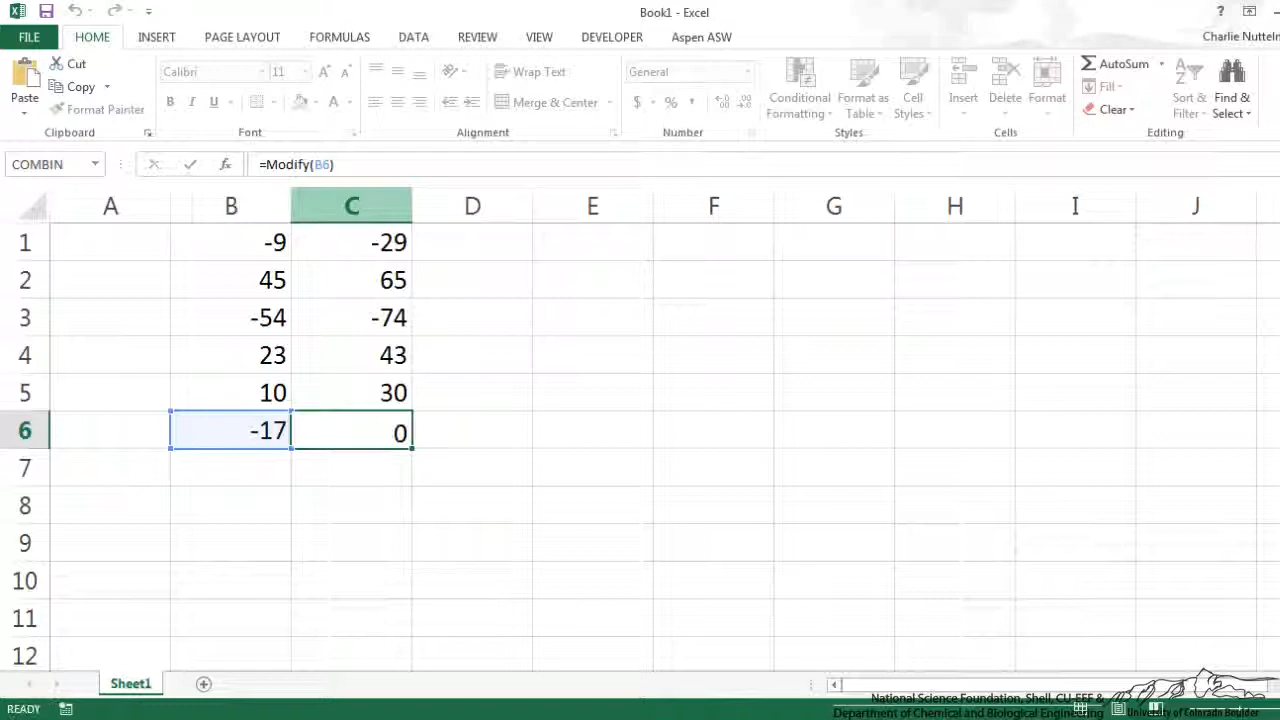 Book1 - Excel
?
FILE HOME INSERT PAGE LAYOUT FORMULAS DATA REVIEW VIEW DEVELOPER Aspen ASW
Paste
Cut
Copy
Format Painter
Clipboard
Calibri 11
B I U A
Font
Wrap Text
Merge & Center
Alignment
General
$ % ,
Number
Conditional Formatting
Format as Table
Cell Styles
Styles
Insert Delete Format
Cells
AutoSum
Fill
Clear
Sort & Filter
Find & Select
Editing
COMBIN fx =Modify(B6)
A B C D E F G H I J
1 -9 -29
2 45 65
3 -54 -74
4 23 43
5 10 30
6 -17 0
7
8
9
10
11
12
Sheet1
READY
National Science Foundation, Shell, CU-EEF &
Department of Chemical and Biological Engineering
University of Colorado Boulder